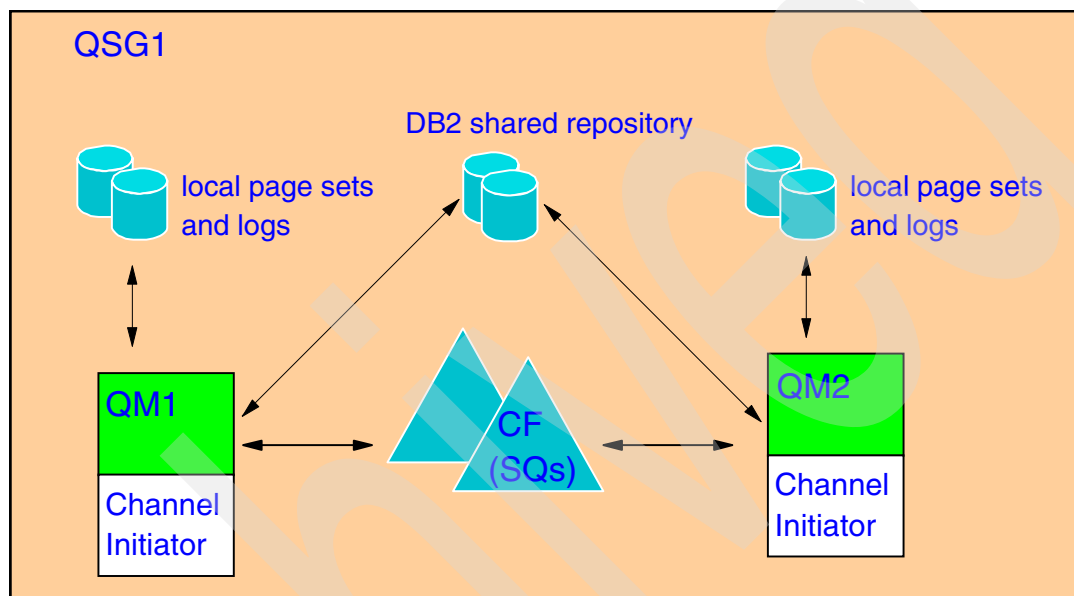 QSG1
DB2 shared repository
local page sets
and logs
local page sets
and logs
QM1
Channel
Initiator
CF
(SQs)
QM2
Channel
Initiator